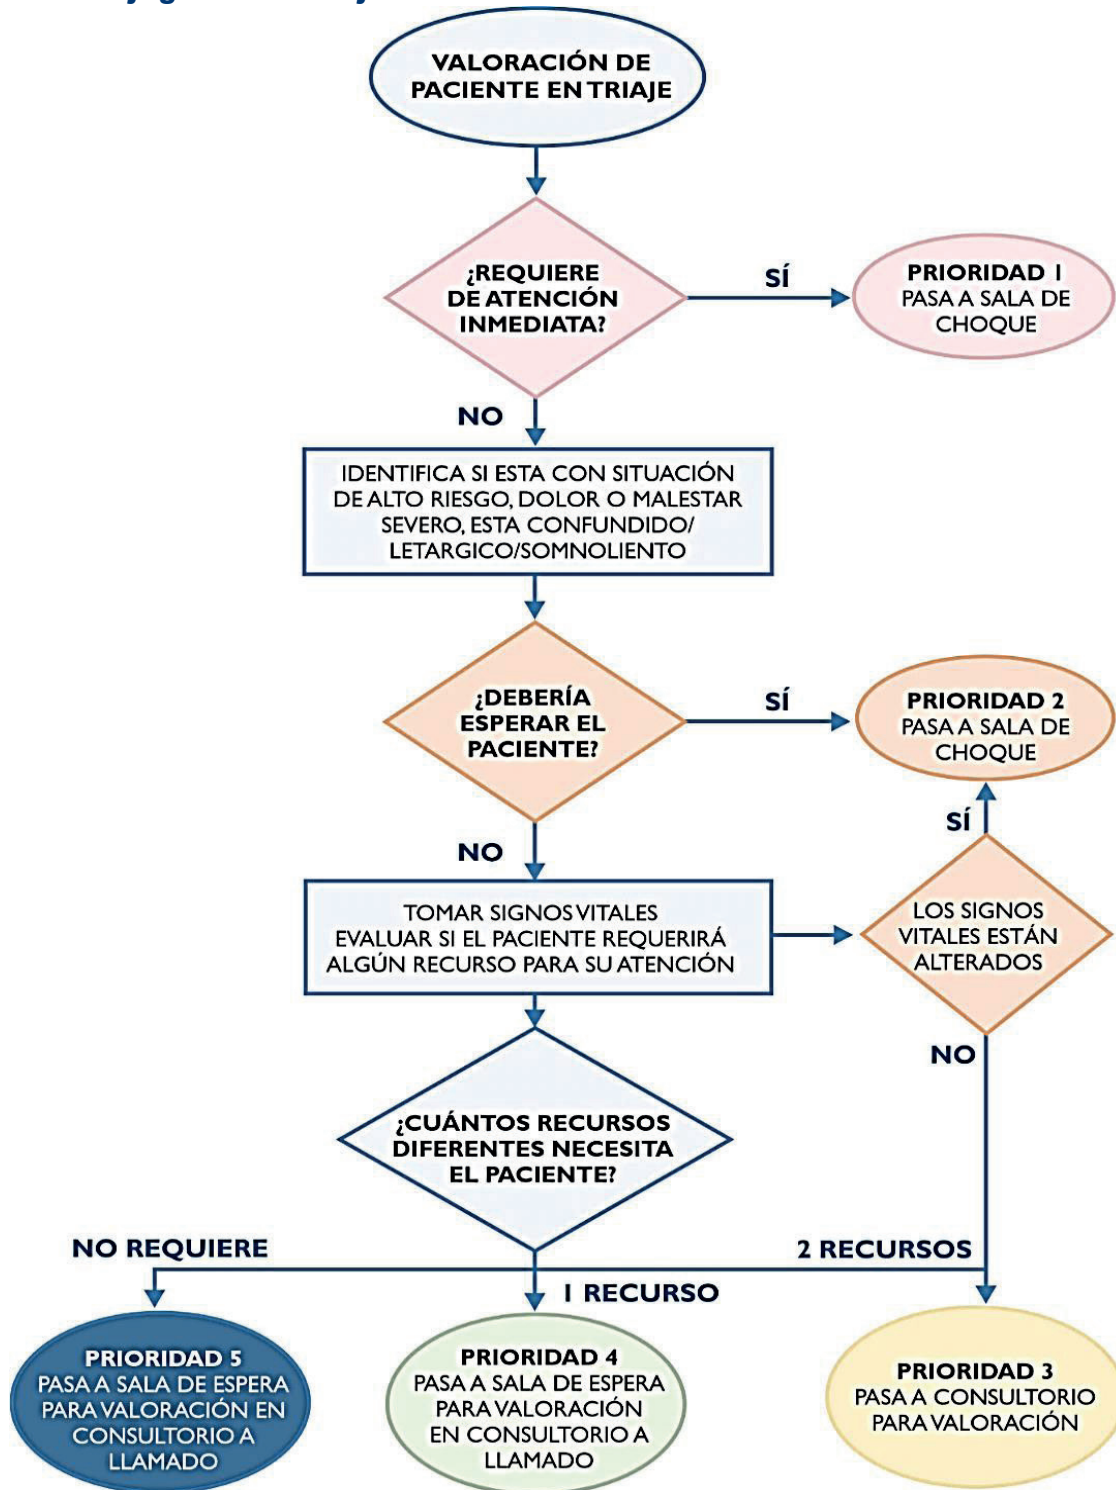 VALORACIÓN DE
PACIENTE EN TRIAJE
¿REQUIERE
DE ATENCIÓN
INMEDIATA?
SÍ
PRIORIDAD 1
PASA A SALA DE
CHOQUE
NO
IDENTIFICA SI ESTA CON SITUACIÓN
DE ALTO RIESGO, DOLOR O MALESTAR
SEVERO, ESTA CONFUNDIDO/
LETARGICO/SOMNOLIENTO
¿DEBERÍA
ESPERAR EL
PACIENTE?
SÍ
PRIORIDAD 2
PASA A SALA DE
CHOQUE
SÍ
NO
TOMAR SIGNOS VITALES
EVALUAR SI EL PACIENTE REQUERIRÁ
ALGÚN RECURSO PARA SU ATENCIÓN
LOS SIGNOS
VITALES ESTÁN
ALTERADOS
NO
¿CUÁNTOS RECURSOS
DIFERENTES NECESITA
EL PACIENTE?
NO REQUIERE
1 RECURSO
2 RECURSOS
PRIORIDAD 5
PASA A SALA DE ESPERA
PARA VALORACIÓN EN
CONSULTORIO A
LLAMADO
PRIORIDAD 4
PASA A SALA DE ESPERA
PARA VALORACIÓN
EN CONSULTORIO A
LLAMADO
PRIORIDAD 3
PASA A CONSULTORIO
PARA VALORACIÓN